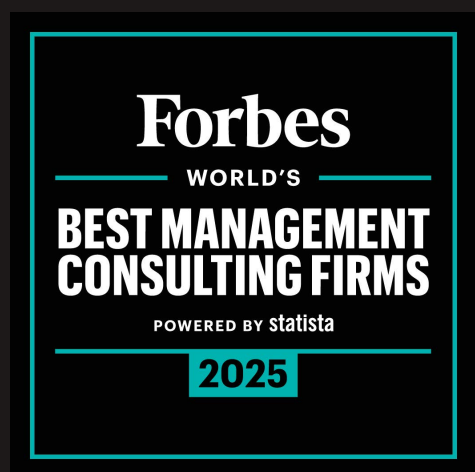 Forbes
WORLD'S
BEST MANAGEMENT
CONSULTING FIRMS
POWERED BY statista
2025